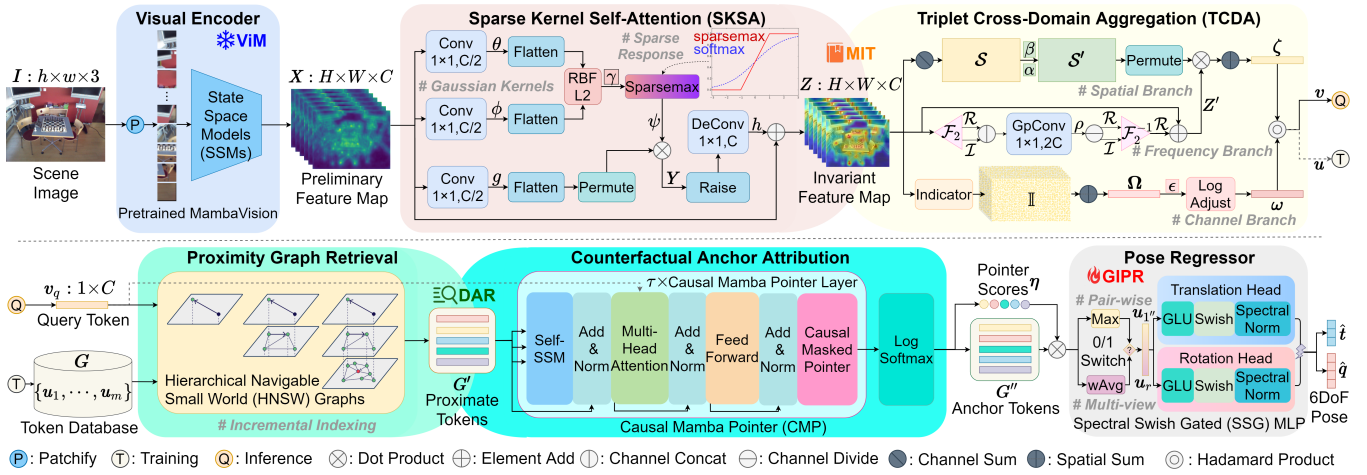 Visual Encoder
ViM
I : h×w×3
Scene
Image
P
State
Space
Models
(SSMs)
Pretrained MambaVision
X : H×W×C
Preliminary
Feature Map
Sparse Kernel Self-Attention (SKSA)
Conv
1×1,C/2
θ
Flatten
# Gaussian Kernels
Conv
1×1,C/2
ϕ
Flatten
RBF
L2
γ
Sparsemax
# Sparse
Response
sparsemax
softmax
ψ
Conv
1×1,C/2
g
Flatten
Permute
Y
Raise
DeConv
1×1,C
h
MIT
Z : H×W×C
Invariant
Feature Map
Triplet Cross-Domain Aggregation (TCDA)
S
β
α
S′
Permute
ζ
# Spatial Branch
Z′
F₂
R
I
GpConv
1×1,2C
ρ
R
I
F₂⁻¹
R
# Frequency Branch
Indicator
𝕀
Ω
ϵ
Log
Adjust
ω
# Channel Branch
v
Q
u
T
Proximity Graph Retrieval
Q
v_q : 1×C
Query Token
T
G
{u₁, · · · , u_m}
Token Database
Hierarchical Navigable
Small World (HNSW) Graphs
# Incremental Indexing
DAR
G′
Proximate
Tokens
Counterfactual Anchor Attribution
τ×Causal Mamba Pointer Layer
Self-
SSM
Add
&
Norm
Multi-
Head
Attention
Add
&
Norm
Feed
Forward
Add
&
Norm
Causal
Masked
Pointer
Causal Mamba Pointer (CMP)
Log
Softmax
Pointer
Scores η
G″
Anchor Tokens
Pose Regressor
GIPR
# Pair-wise
Max
0/1
Switch
?
wAvg
# Multi-view
u₁″
u_r
Translation Head
GLU
Swish
Spectral
Norm
Rotation Head
GLU
Swish
Spectral
Norm
Spectral Swish Gated (SSG) MLP
t̂
q̂
6DoF
Pose
P : Patchify
T : Training
Q : Inference
: Dot Product
: Element Add
: Channel Concat
: Channel Divide
: Channel Sum
: Spatial Sum
: Hadamard Product